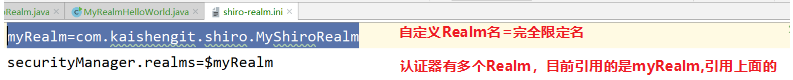 Realm.java MyRealmHelloWorld.java shiro-realm.ini
myRealm=com.kaishengit.shiro.MyShiroRealm 自定义Realm名=完全限定名
securityManager.realms=$myRealm 认证器有多个Realm，目前引用的是myRealm,引用上面的